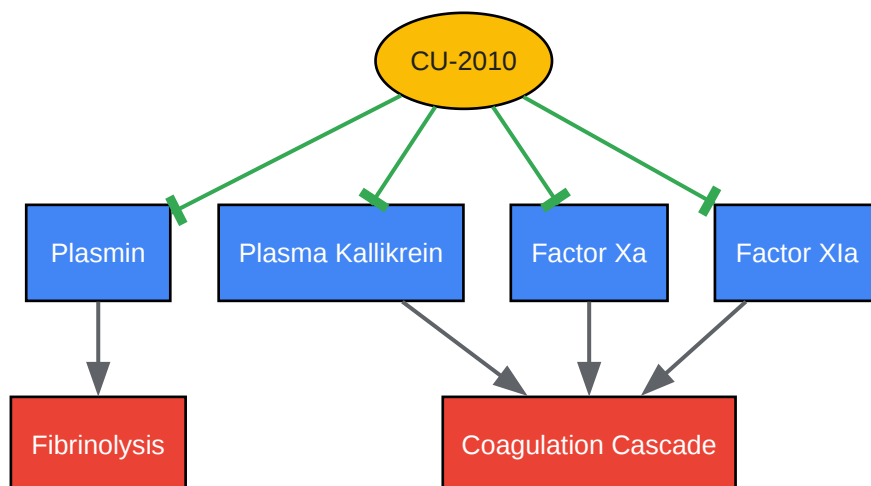 CU-2010
Plasmin
Plasma Kallikrein
Factor Xa
Factor XIa
Fibrinolysis
Coagulation Cascade